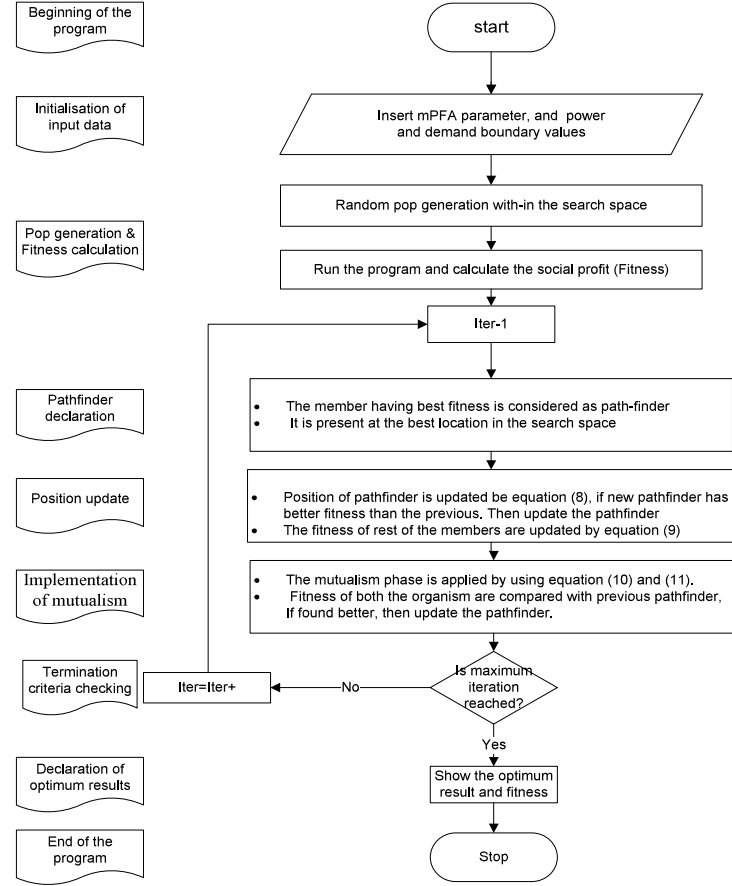 Beginning of the
program
start
Initialisation of
input data
Insert mPFA parameter, and power
and demand boundary values
Random pop generation with-in the search space
Pop generation &
Fitness calculation
Run the program and calculate the social profit (Fitness)
Iter-1
Pathfinder
declaration
• The member having best fitness is considered as path-finder
• It is present at the best location in the search space
Position update
• Position of pathfinder is updated be equation (8), if new pathfinder has
better fitness than the previous. Then update the pathfinder
• The fitness of rest of the members are updated by equation (9)
Implementation
of mutualism
• The mutualism phase is applied by using equation (10) and (11).
• Fitness of both the organism are compared with previous pathfinder,
If found better, then update the pathfinder.
Termination
criteria checking
Iter=Iter+
No
Is maximum
iteration
reached?
Yes
Declaration of
optimum results
Show the optimum
result and fitness
End of the
program
Stop